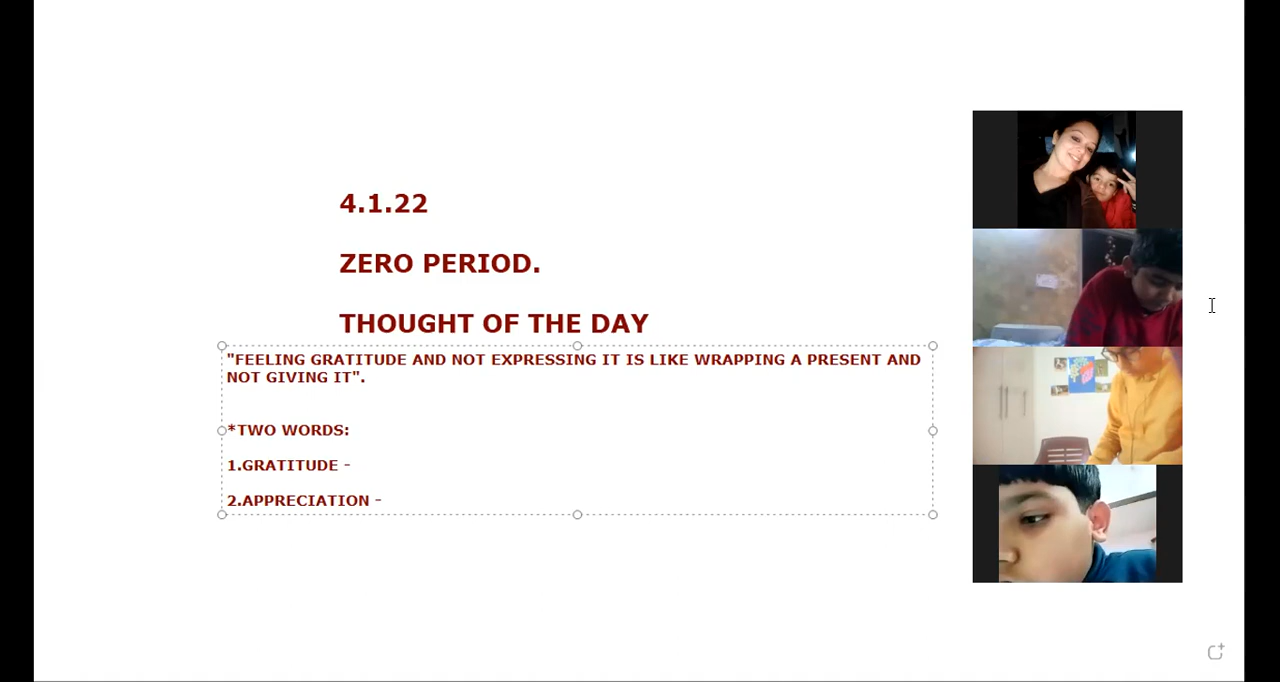 4.1.22
ZERO PERIOD.
THOUGHT OF THE DAY
"FEELING GRATITUDE AND NOT EXPRESSING IT IS LIKE WRAPPING A PRESENT AND
NOT GIVING IT".
*TWO WORDS:
1.GRATITUDE -
2.APPRECIATION -